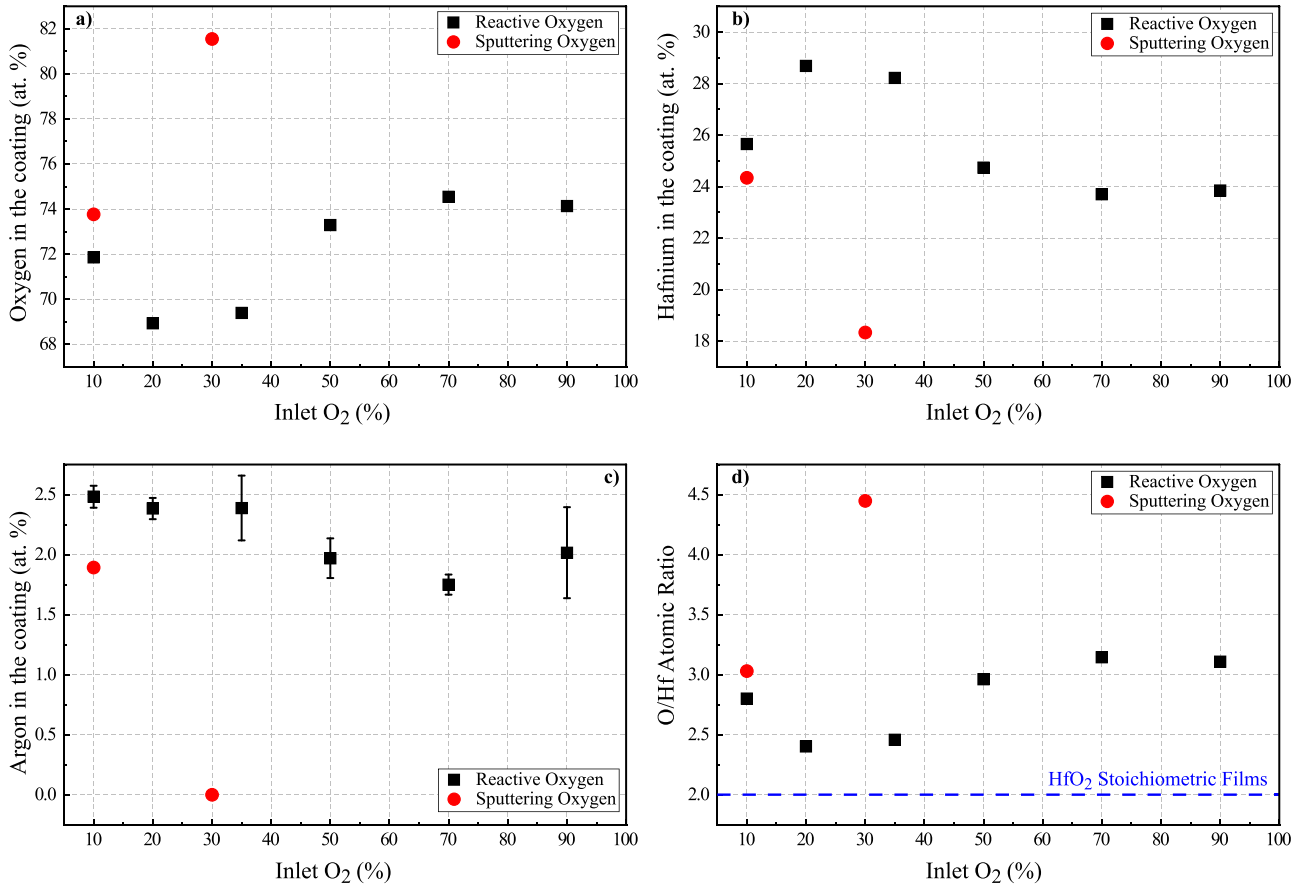 a)
Reactive Oxygen
Sputtering Oxygen
Oxygen in the coating (at. %)
82
80
78
76
74
72
70
68
10 20 30 40 50 60 70 80 90 100
Inlet O₂ (%)
b)
Reactive Oxygen
Sputtering Oxygen
Hafnium in the coating (at. %)
30
28
26
24
22
20
18
10 20 30 40 50 60 70 80 90 100
Inlet O₂ (%)
c)
Argon in the coating (at. %)
2.5
2.0
1.5
1.0
0.5
0.0
Reactive Oxygen
Sputtering Oxygen
10 20 30 40 50 60 70 80 90 100
Inlet O₂ (%)
d)
Reactive Oxygen
Sputtering Oxygen
O/Hf Atomic Ratio
4.5
4.0
3.5
3.0
2.5
2.0
HfO₂ Stoichiometric Films
10 20 30 40 50 60 70 80 90 100
Inlet O₂ (%)